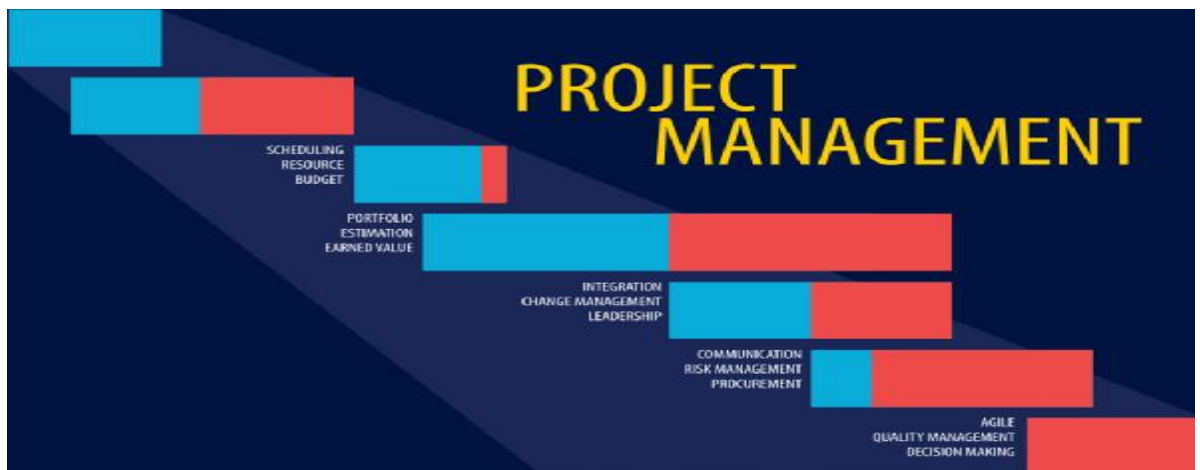 PROJECT
MANAGEMENT
SCHEDULING
RESOURCE
BUDGET
PORTFOLIO
ESTIMATION
EARNED VALUE
INTEGRATION
CHANGE MANAGEMENT
LEADERSHIP
COMMUNICATION
RISK MANAGEMENT
PROCUREMENT
AGILE
QUALITY MANAGEMENT
DECISION MAKING